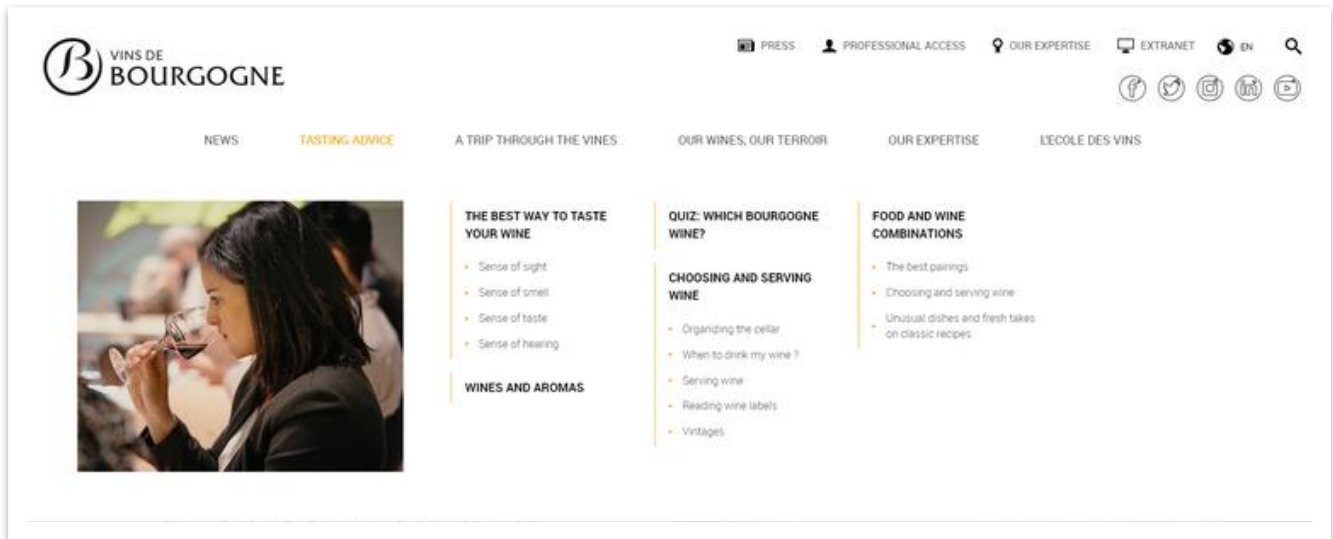 PRESS
PROFESSIONAL ACCESS
OUR EXPERTISE
EXTRANET
EN
B
VINS DE
BOURGOGNE
NEWS
TASTING ADVICE
A TRIP THROUGH THE VINES
OUR WINES, OUR TERROIR
OUR EXPERTISE
L'ECOLE DES VINS
THE BEST WAY TO TASTE
YOUR WINE
Sense of sight
Sense of smell
Sense of taste
Sense of hearing
WINES AND AROMAS
QUIZ: WHICH BOURGOGNE
WINE?
CHOOSING AND SERVING
WINE
Organizing the cellar
When to drink my wine ?
Serving wine
Reading wine labels
Vintages
FOOD AND WINE
COMBINATIONS
The best pairings
Choosing and serving wine
Unusual dishes and fresh takes
on classic recipes